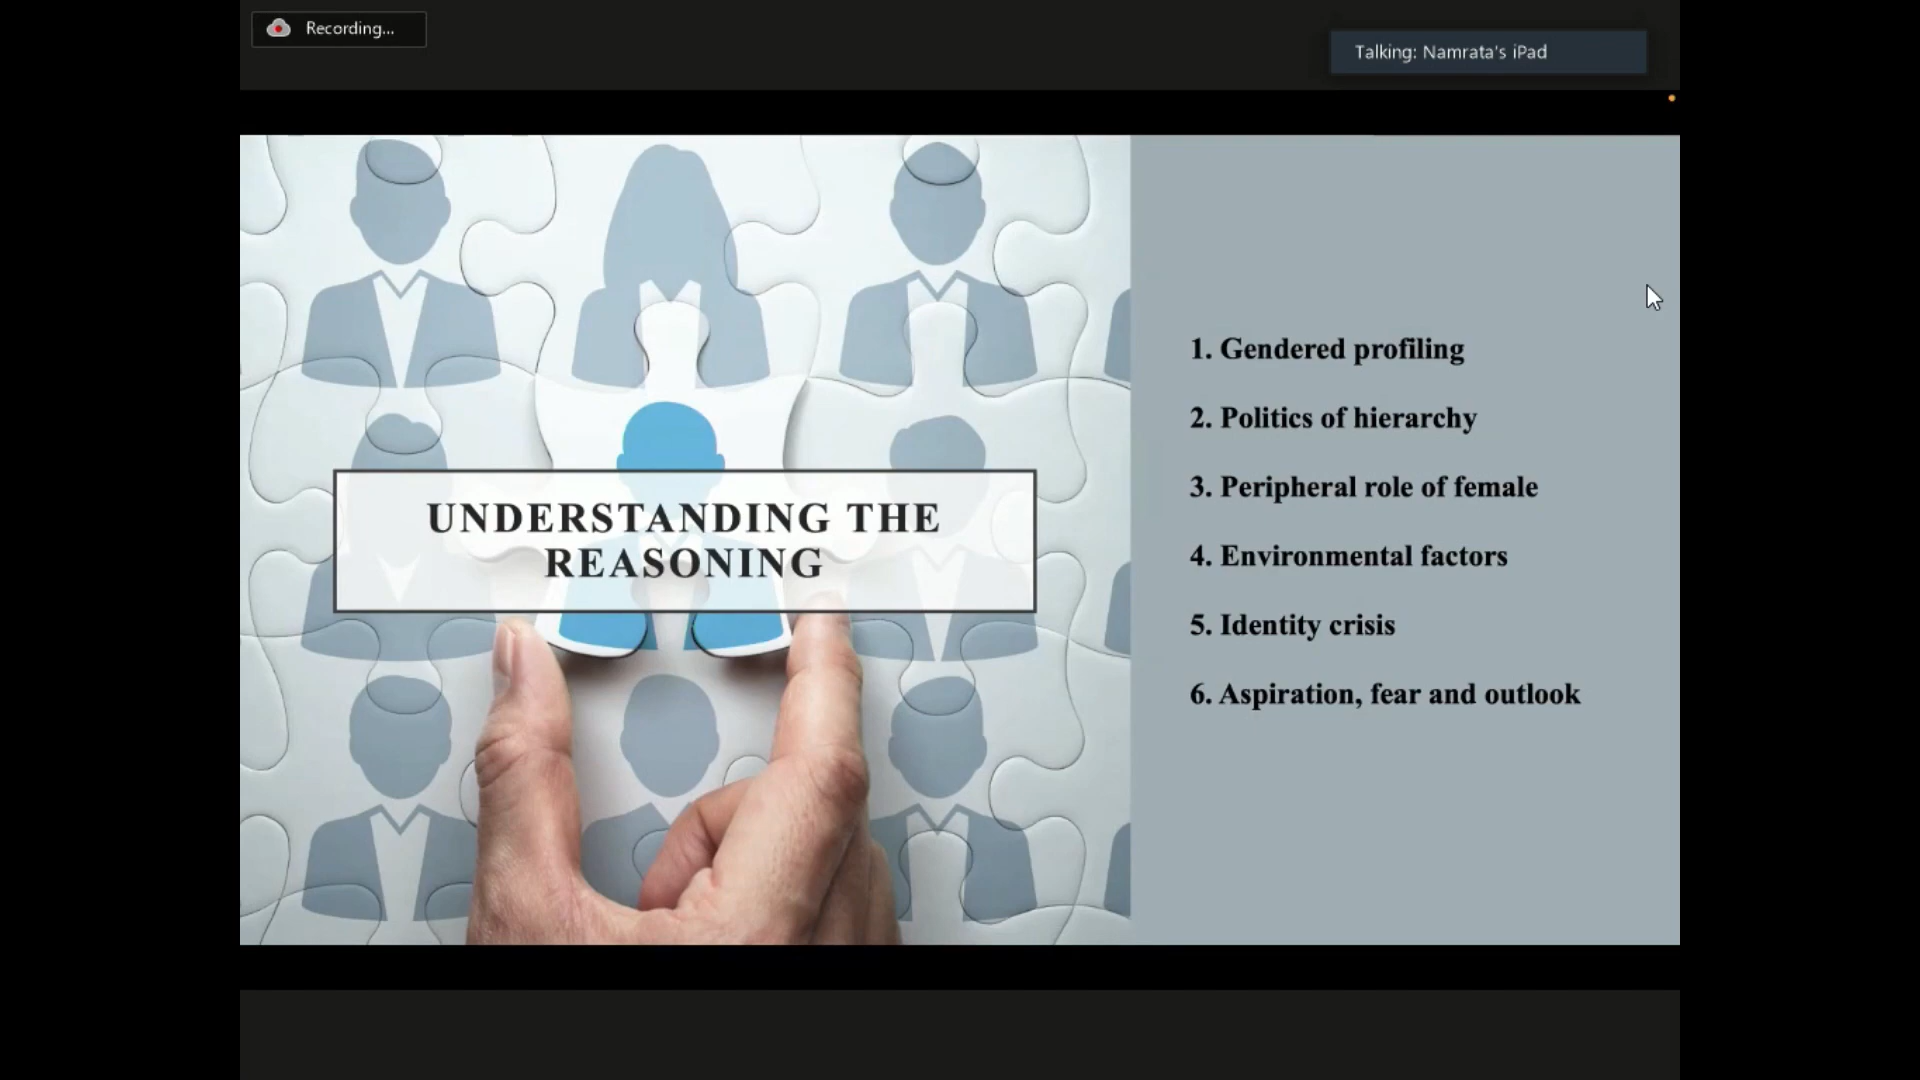 Recording...
Talking: Namrata's iPad
UNDERSTANDING THE
REASONING
1. Gendered profiling
2. Politics of hierarchy
3. Peripheral role of female
4. Environmental factors
5. Identity crisis
6. Aspiration, fear and outlook